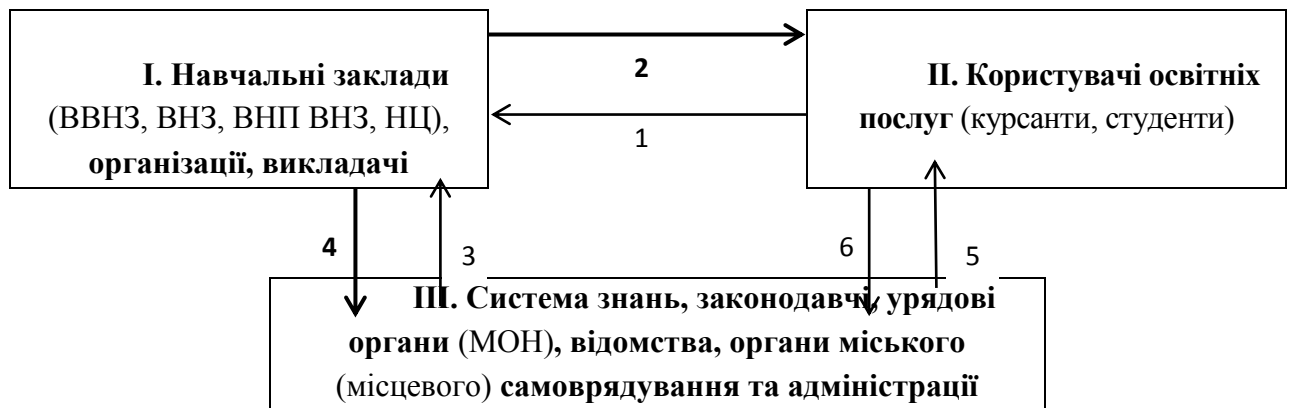 І. Навчальні заклади
(ВВНЗ, ВНЗ, ВНП ВНЗ, НЦ),
організації, викладачі
2
1
ІІ. Користувачі освітніх
послуг (курсанти, студенти)
4
3
6
5
ІІІ. Система знань, законодавчі, урядові
органи (МОН), відомства, органи міського
(місцевого) самоврядування та адміністрації